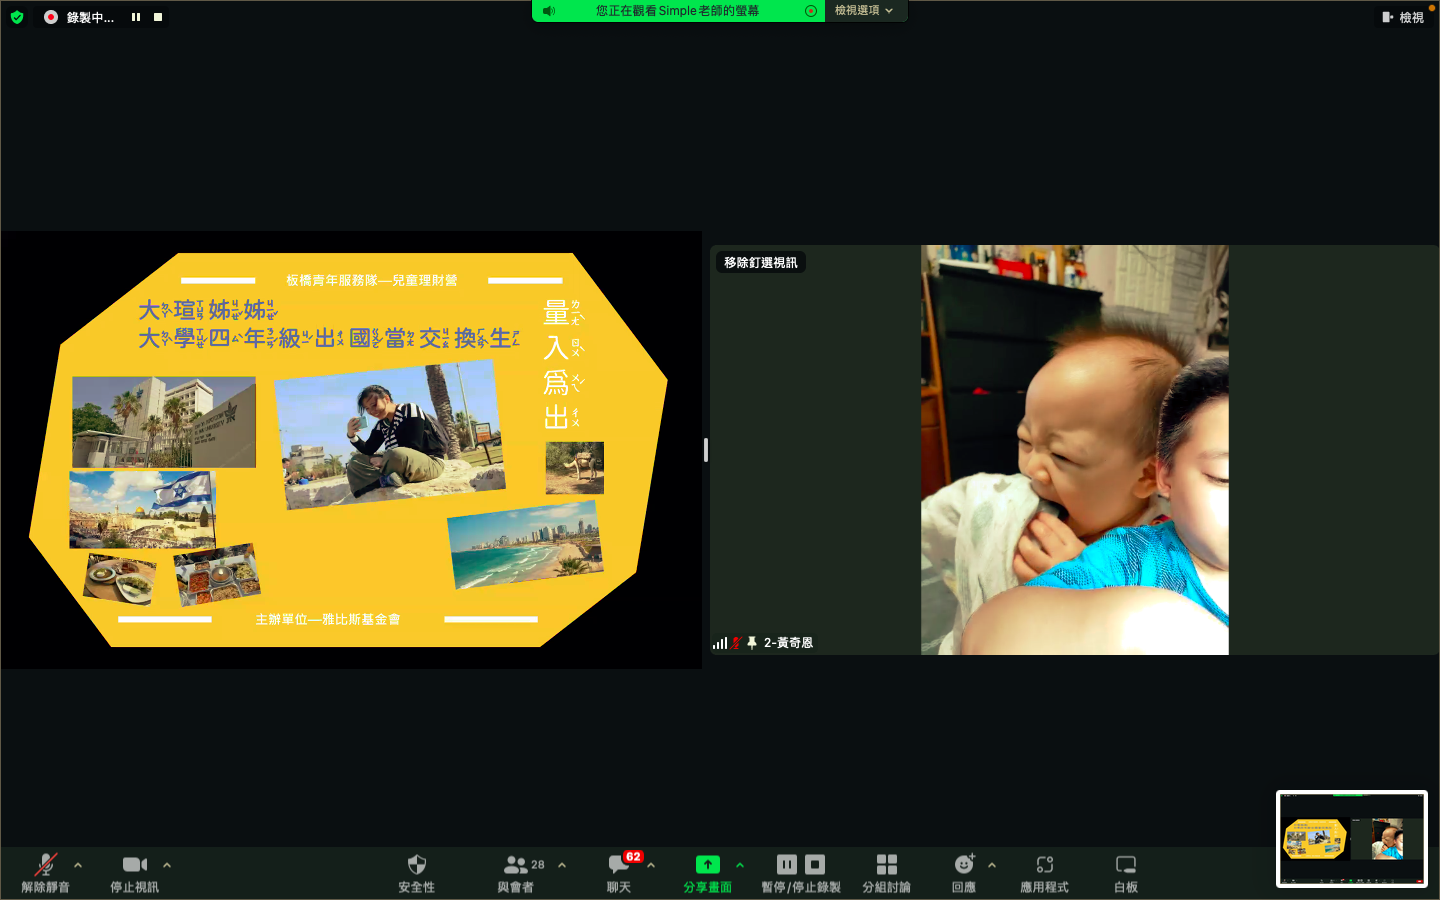 錄製中...
您正在觀看Simple老師的螢幕
檢視選項
檢視
板橋青年服務隊—兒童理財營
大瑄姊姊
大學四年級出國當交換生
量入為出
主辦單位—雅比斯基金會
移除釘選視訊
2-黃奇恩
解除靜音
停止視訊
安全性
28
與會者
62
聊天
分享畫面
暫停/停止錄製
分組討論
回應
應用程式
白板